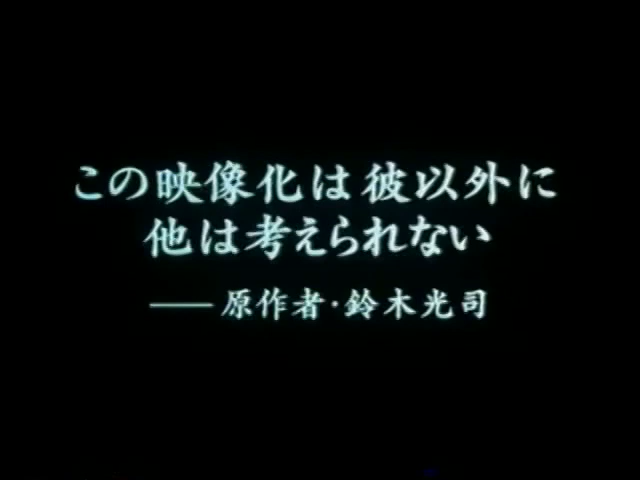 この映像化は彼以外に
他は考えられない
──原作者・鈴木光司